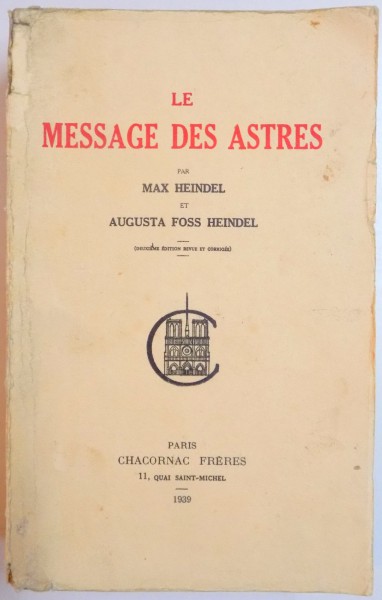 LE
MESSAGE DES ASTRES
PAR
MAX HEINDEL
ET
AUGUSTA FOSS HEINDEL
(DEUXIÈME ÉDITION REVUE ET CORRIGÉE)
PARIS
CHACORNAC FRÈRES
11, QUAI SAINT-MICHEL
1939